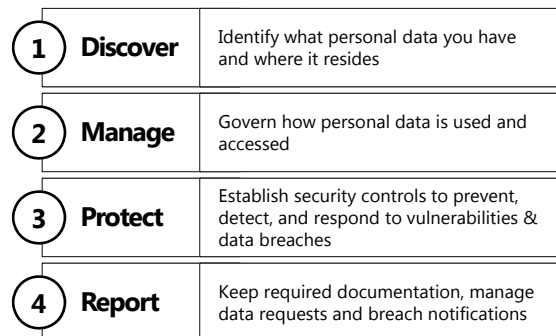 1
Discover
Identify what personal data you have
and where it resides
2
Manage
Govern how personal data is used and
accessed
3
Protect
Establish security controls to prevent,
detect, and respond to vulnerabilities &
data breaches
4
Report
Keep required documentation, manage
data requests and breach notifications